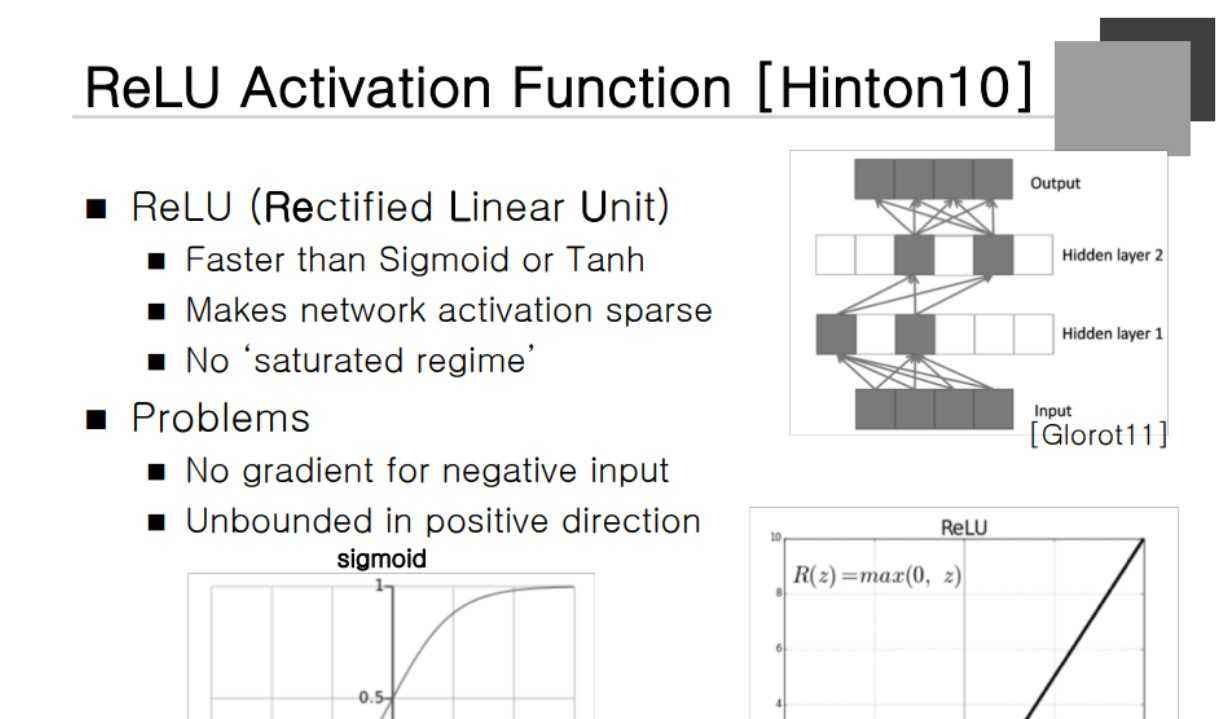 ReLU Activation Function [Hinton10]
■ ReLU (Rectified Linear Unit)
■ Faster than Sigmoid or Tanh
■ Makes network activation sparse
■ No ‘saturated regime’
■ Problems
■ No gradient for negative input
■ Unbounded in positive direction
Output
Hidden layer 2
Hidden layer 1
Input
[Glorot11]
sigmoid
1
0.5
ReLU
10
R(z)=max(0, z)
8
6
4